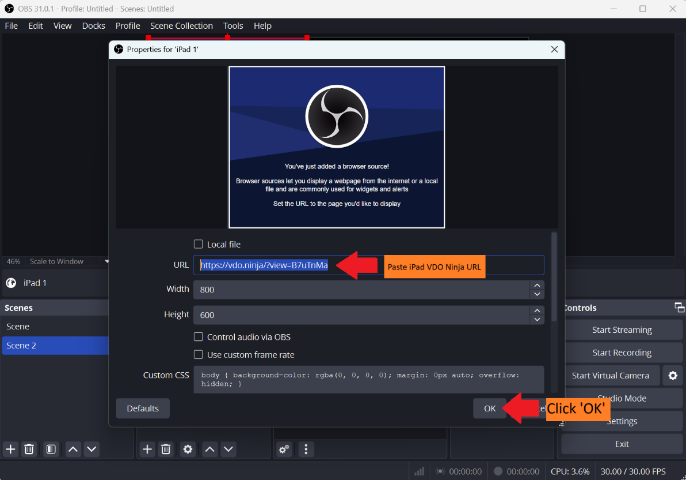 OBS 31.0.1 - Profile: Untitled - Scenes: Untitled
File Edit View Docks Profile Scene Collection Tools Help
Properties for 'iPad 1'
You've just added a browser source!
Browser sources let you display a webpage from the internet or a local
file and are commonly used for widgets and alerts
Set the URL to the page you'd like to display
Local file
46% Scale to Window
URL https://vdo.ninja/?view=B7uTnMa
Paste iPad VDO Ninja URL
iPad 1
Width 800
Height 600
Scenes
Controls
Scene
Control audio via OBS
Start Streaming
Scene 2
Use custom frame rate
Start Recording
Custom CSS body { background-color: rgba(0, 0, 0, 0); margin: 0px auto; overflow:
hidden; }
Start Virtual Camera
Defaults
OK
Click 'OK'
Mode
Settings
Exit
00:00:00 00:00:00 CPU: 3.6% 30.00 / 30.00 FPS